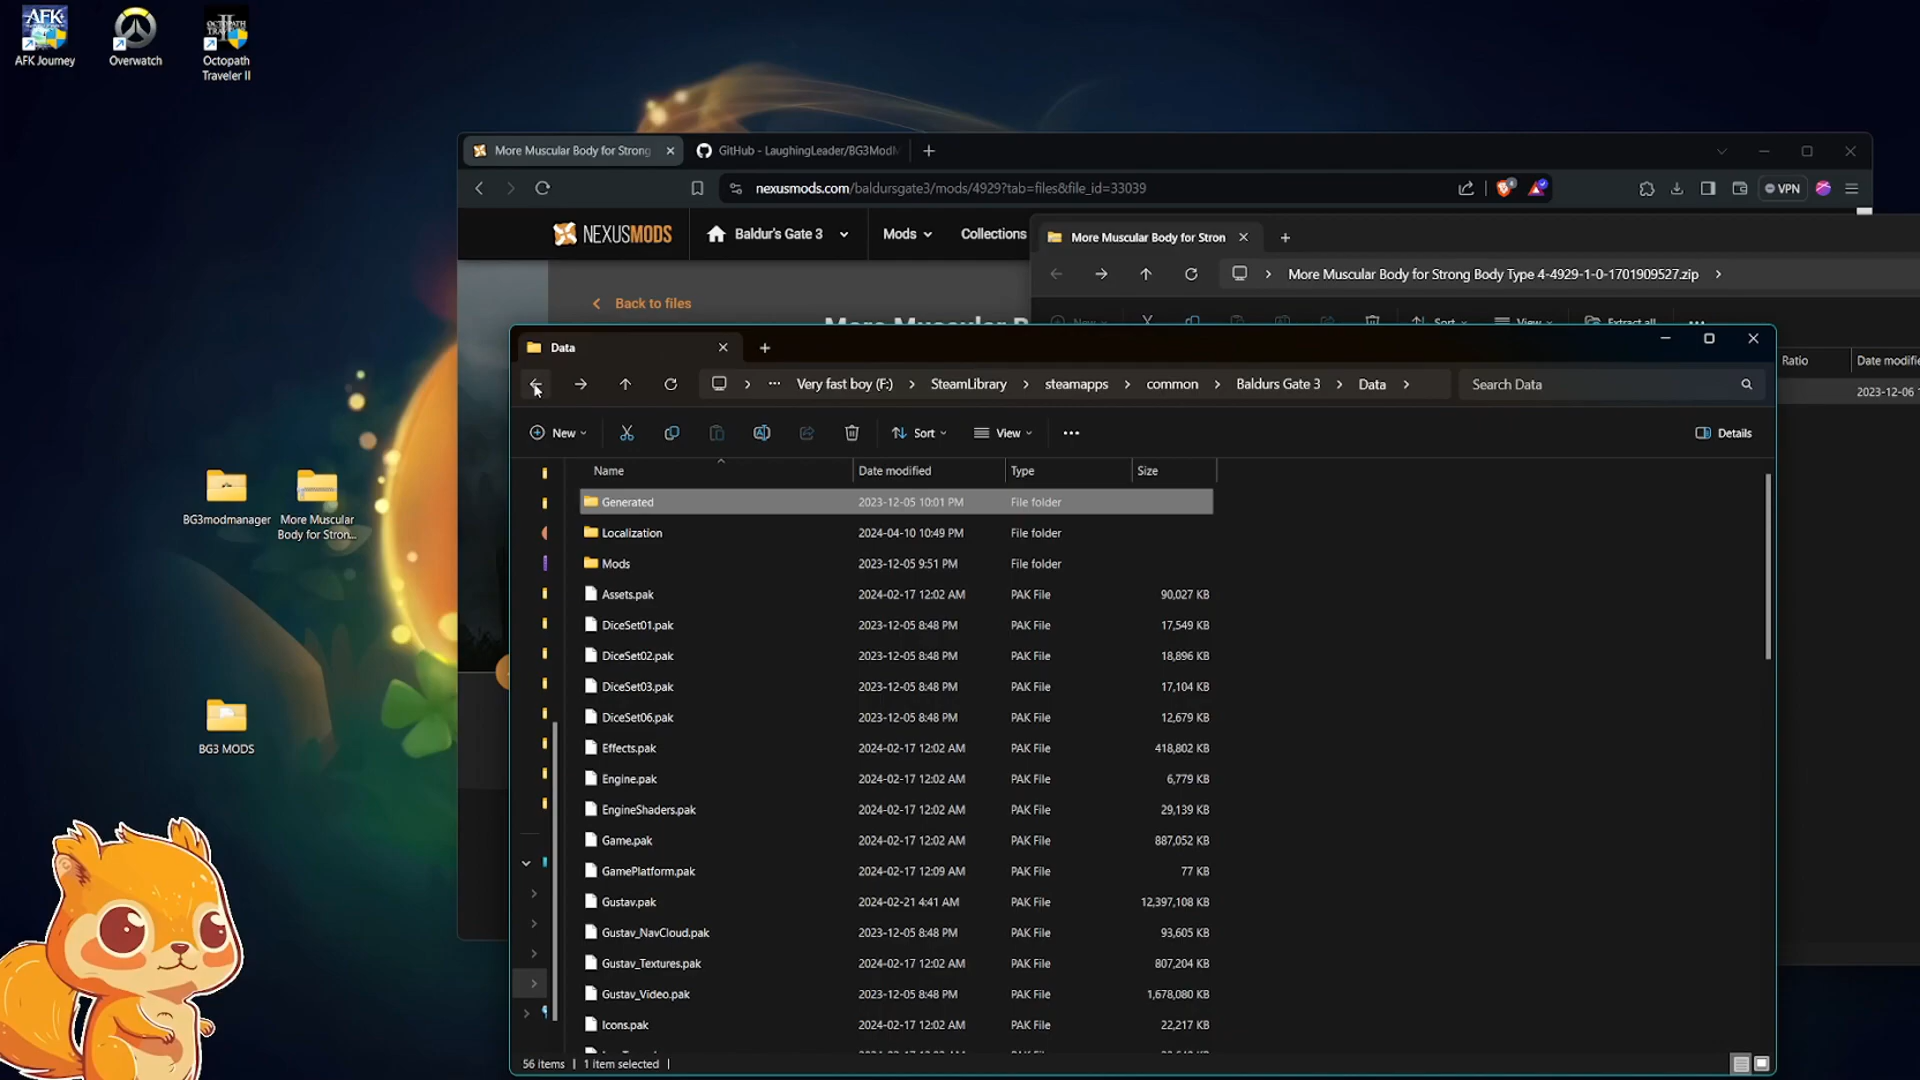 AFK Journey
Overwatch
Octopath
Traveler II
More Muscular Body for Strong
GitHub - LaughingLeader/BG3ModM
nexusmods.com/baldursgate3/mods/4929?tab=files&file_id=33039
VPN
NEXUSMODS
Baldur's Gate 3
Mods
Collections
Back to files
More Muscular Body for Stron
More Muscular Body for Strong Body Type 4-4929-1-0-1701909527.zip
Sort
View
Extract all
Ratio
Date modifie
2023-12-06 1
Data
Very fast boy (F:)
SteamLibrary
steamapps
common
Baldurs Gate 3
Data
Search Data
New
Sort
View
Details
Name
Date modified
Type
Size
Generated 2023-12-05 10:01 PM File folder
Localization 2024-04-10 10:49 PM File folder
Mods 2023-12-05 9:51 PM File folder
Assets.pak 2024-02-17 12:02 AM PAK File 90,027 KB
DiceSet01.pak 2023-12-05 8:48 PM PAK File 17,549 KB
DiceSet02.pak 2023-12-05 8:48 PM PAK File 18,896 KB
DiceSet03.pak 2023-12-05 8:48 PM PAK File 17,104 KB
DiceSet06.pak 2023-12-05 8:48 PM PAK File 12,679 KB
Effects.pak 2024-02-17 12:02 AM PAK File 418,802 KB
Engine.pak 2024-02-17 12:02 AM PAK File 6,779 KB
EngineShaders.pak 2024-02-17 12:02 AM PAK File 29,139 KB
Game.pak 2024-02-17 12:02 AM PAK File 887,052 KB
GamePlatform.pak 2024-02-17 12:09 AM PAK File 77 KB
Gustav.pak 2024-02-21 4:41 AM PAK File 12,397,108 KB
Gustav_NavCloud.pak 2023-12-05 8:48 PM PAK File 93,605 KB
Gustav_Textures.pak 2024-02-17 12:02 AM PAK File 807,204 KB
Gustav_Video.pak 2023-12-05 8:48 PM PAK File 1,678,080 KB
Icons.pak 2024-02-17 12:02 AM PAK File 22,217 KB
56 items
1 item selected
BG3modmanager
More Muscular
Body for Stron...
BG3 MODS